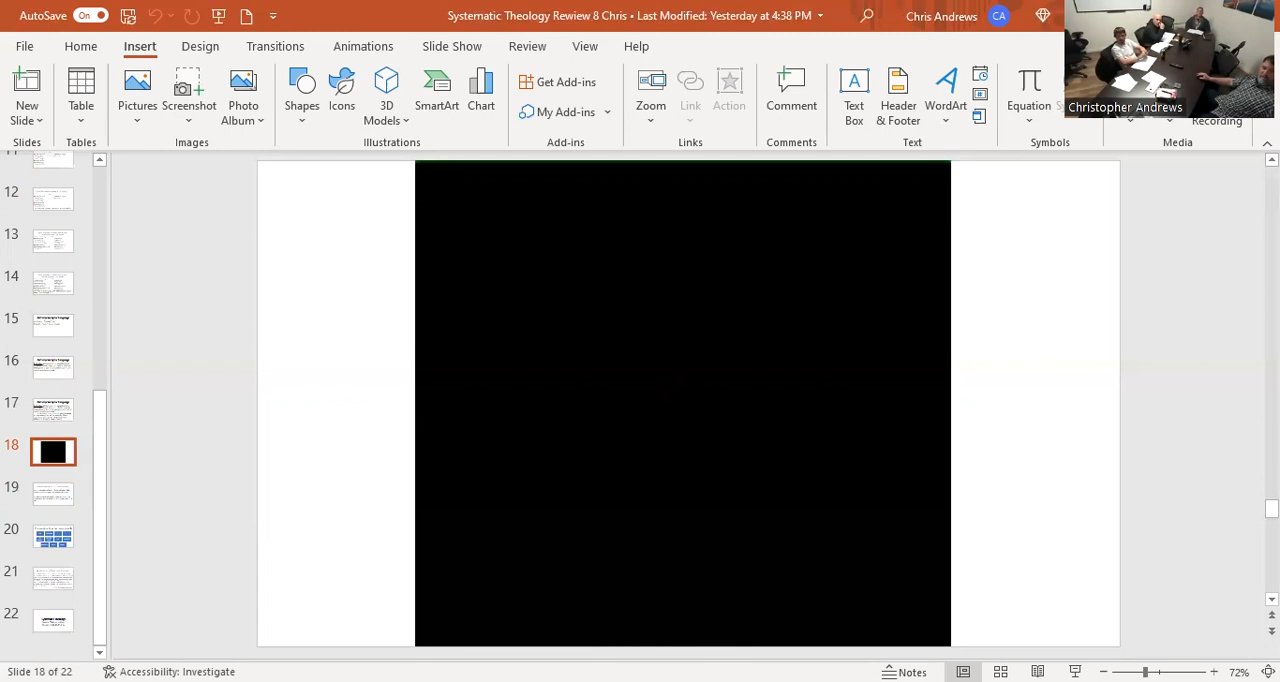 AutoSave On Systematic Theology Rewiew 8 Chris • Last Modified: Yesterday at 4:38 PM Chris Andrews CA
File Home Insert Design Transitions Animations Slide Show Review View Help
New Slide Table Pictures Screenshot Photo Album Shapes Icons 3D Models SmartArt Chart Get Add-ins My Add-ins Zoom Link Action Comment Text Box Header & Footer WordArt Equation Recording
Christopher Andrews
Slides Tables Images Illustrations Add-ins Links Comments Text Symbols Media
12
13
14
15
16
17
18
19
20
21
22
Slide 18 of 22 Accessibility: Investigate Notes 72%